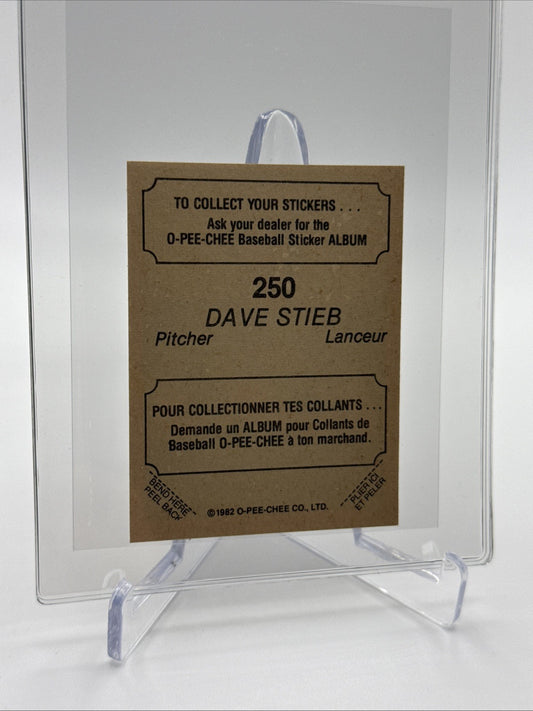 TO COLLECT YOUR STICKERS . . .
Ask your dealer for the
O-PEE-CHEE Baseball Sticker ALBUM
250
DAVE STIEB
Pitcher Lanceur
POUR COLLECTIONNER TES COLLANTS . . .
Demande un ALBUM pour Collants de
Baseball O-PEE-CHEE à ton marchand.
BEND HERE
PEEL BACK
©1982 O-PEE-CHEE CO., LTD.
PLIER ICI
ET PELER